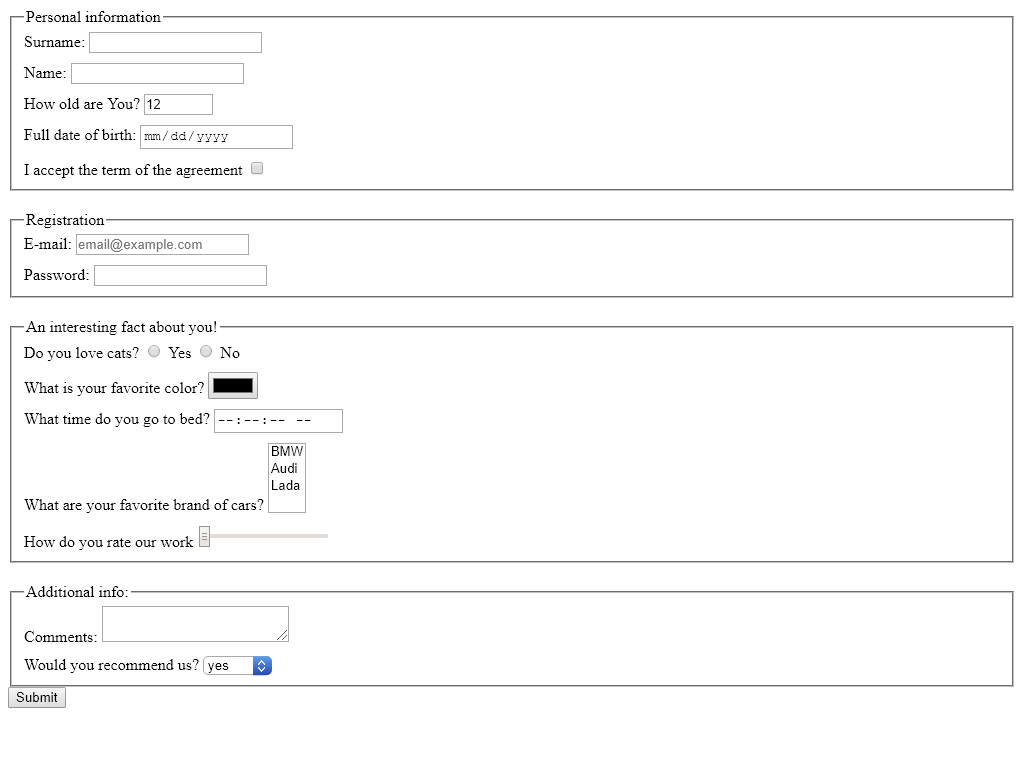 Personal information
Surname:
Name:
How old are You? 12
Full date of birth: mm/dd/yyyy
I accept the term of the agreement
Registration
E-mail: email@example.com
Password:
An interesting fact about you!
Do you love cats? Yes No
What is your favorite color?
What time do you go to bed? --:--:-- --
BMW
Audi
Lada
What are your favorite brand of cars?
How do you rate our work
Additional info:
Comments:
Would you recommend us? yes
Submit